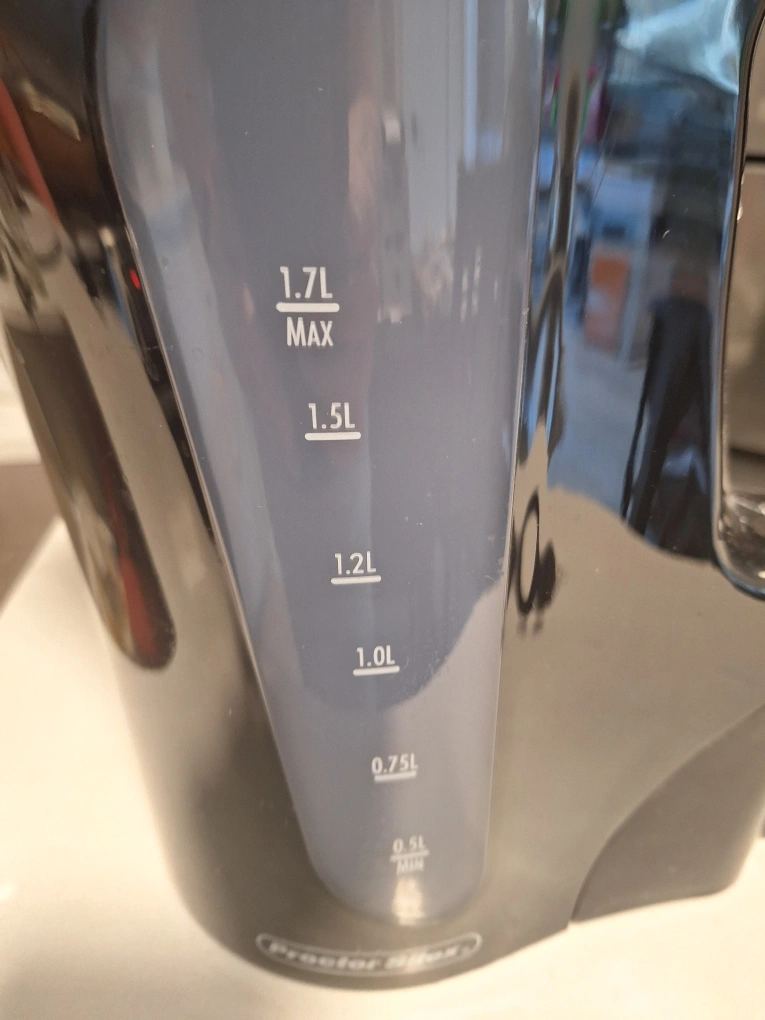 1.7L
MAX
1.5L
1.2L
1.0L
0.75L
0.5L
MIN
Proctor Silex